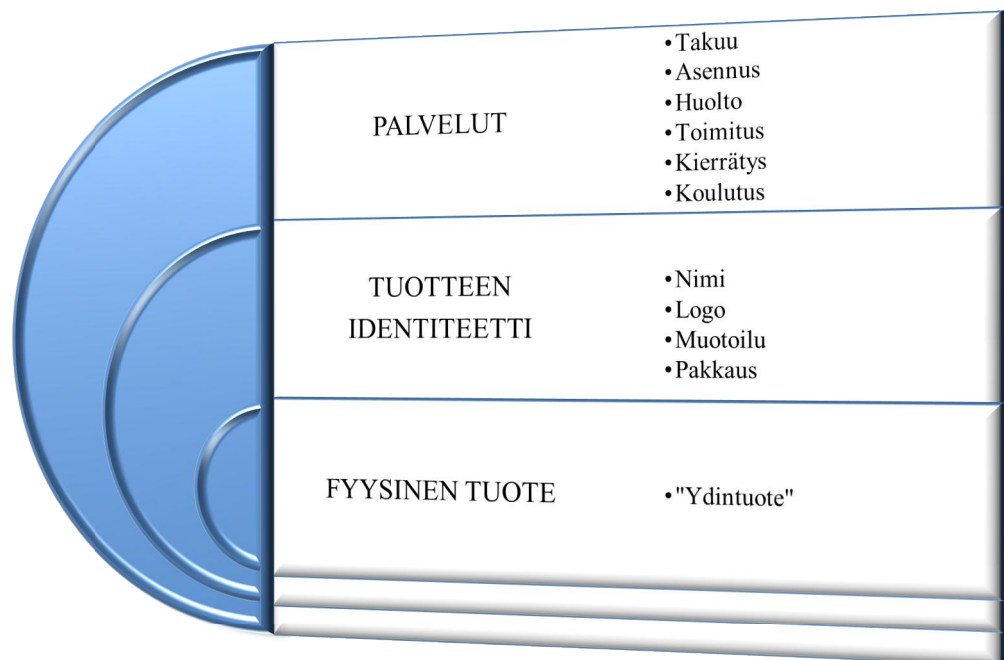 PALVELUT
•Takuu
•Asennus
•Huolto
•Toimitus
•Kierrätys
•Koulutus
TUOTTEEN
IDENTITEETTI
•Nimi
•Logo
•Muotoilu
•Pakkaus
FYYSINEN TUOTE
•"Ydintuote"